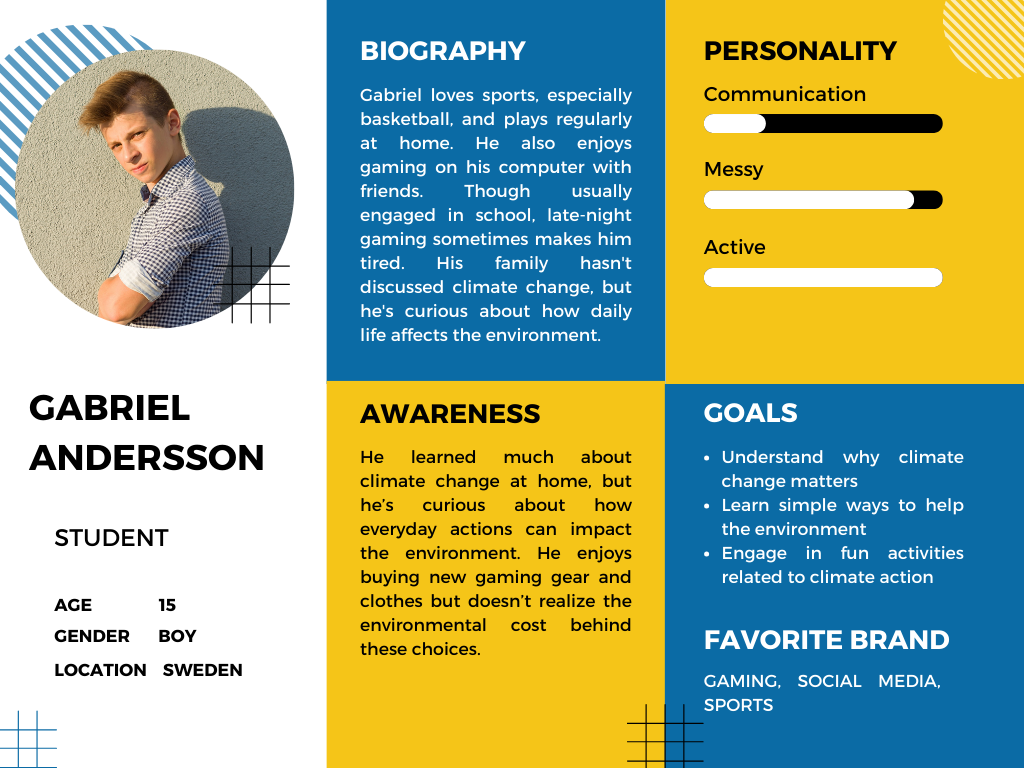 GABRIEL
ANDERSSON
STUDENT
AGE 15
GENDER BOY
LOCATION SWEDEN
BIOGRAPHY
Gabriel loves sports, especially
basketball, and plays regularly
at home. He also enjoys
gaming on his computer with
friends. Though usually
engaged in school, late-night
gaming sometimes makes him
tired. His family hasn't
discussed climate change, but
he's curious about how daily
life affects the environment.
AWARENESS
He learned much about
climate change at home, but
he’s curious about how
everyday actions can impact
the environment. He enjoys
buying new gaming gear and
clothes but doesn’t realize the
environmental cost behind
these choices.
PERSONALITY
Communication
Messy
Active
GOALS
• Understand why climate
change matters
• Learn simple ways to help
the environment
• Engage in fun activities
related to climate action
FAVORITE BRAND
GAMING, SOCIAL MEDIA,
SPORTS